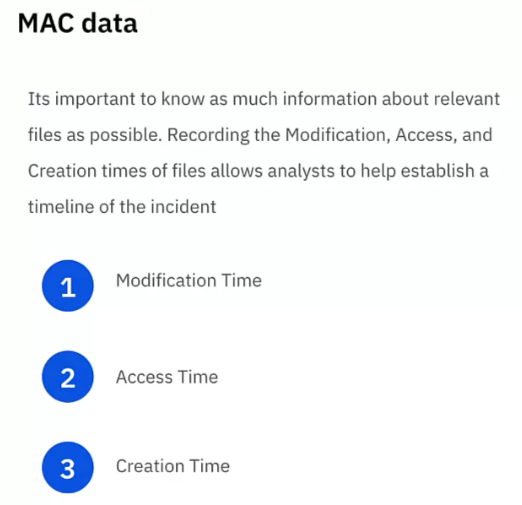 MAC data
Its important to know as much information about relevant
files as possible. Recording the Modification, Access, and
Creation times of files allows analysts to help establish a
timeline of the incident
1 Modification Time
2 Access Time
3 Creation Time